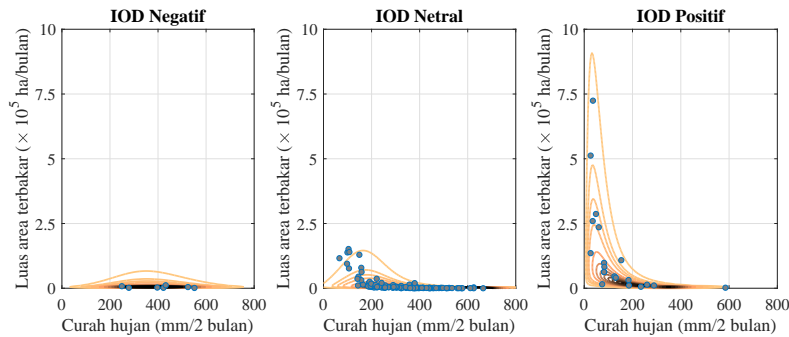 IOD Negatif
10
7.5
5
2.5
0
Luas area terbakar (× 10⁵ ha/bulan)
0 200 400 600 800
Curah hujan (mm/2 bulan)
IOD Netral
10
7.5
5
2.5
0
Luas area terbakar (× 10⁵ ha/bulan)
0 200 400 600 800
Curah hujan (mm/2 bulan)
IOD Positif
10
7.5
5
2.5
0
Luas area terbakar (× 10⁵ ha/bulan)
0 200 400 600 800
Curah hujan (mm/2 bulan)